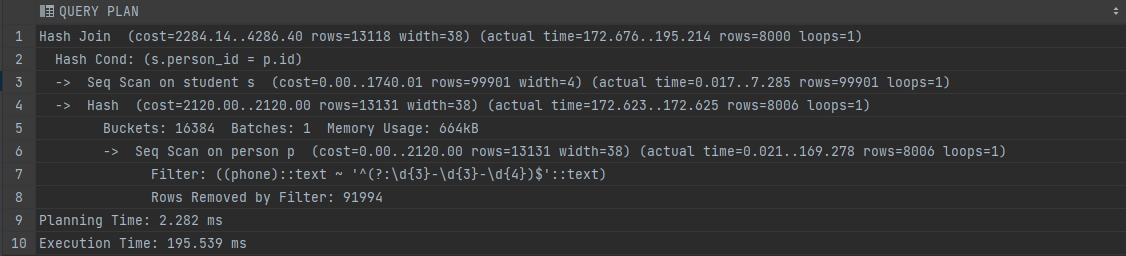 QUERY PLAN
1 Hash Join (cost=2284.14..4286.40 rows=13118 width=38) (actual time=172.676..195.214 rows=8000 loops=1)
2 Hash Cond: (s.person_id = p.id)
3 -> Seq Scan on student s (cost=0.00..1740.01 rows=99901 width=4) (actual time=0.017..7.285 rows=99901 loops=1)
4 -> Hash (cost=2120.00..2120.00 rows=13131 width=38) (actual time=172.623..172.625 rows=8006 loops=1)
5 Buckets: 16384 Batches: 1 Memory Usage: 664kB
6 -> Seq Scan on person p (cost=0.00..2120.00 rows=13131 width=38) (actual time=0.021..169.278 rows=8006 loops=1)
7 Filter: ((phone)::text ~ '^(?:\d{3}-\d{3}-\d{4})$'::text)
8 Rows Removed by Filter: 91994
9 Planning Time: 2.282 ms
10 Execution Time: 195.539 ms